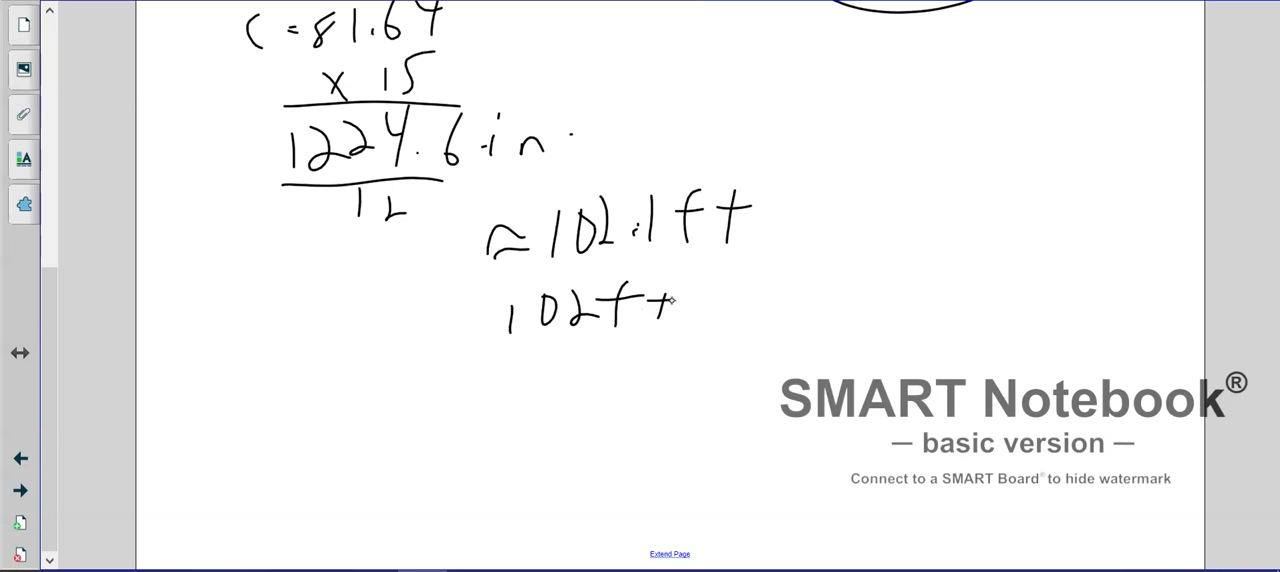 C = 81.64
x 15
1224.6 in.
12
≈ 102.1 ft
102 ft
SMART Notebook®
— basic version —
Connect to a SMART Board® to hide watermark
Extend Page